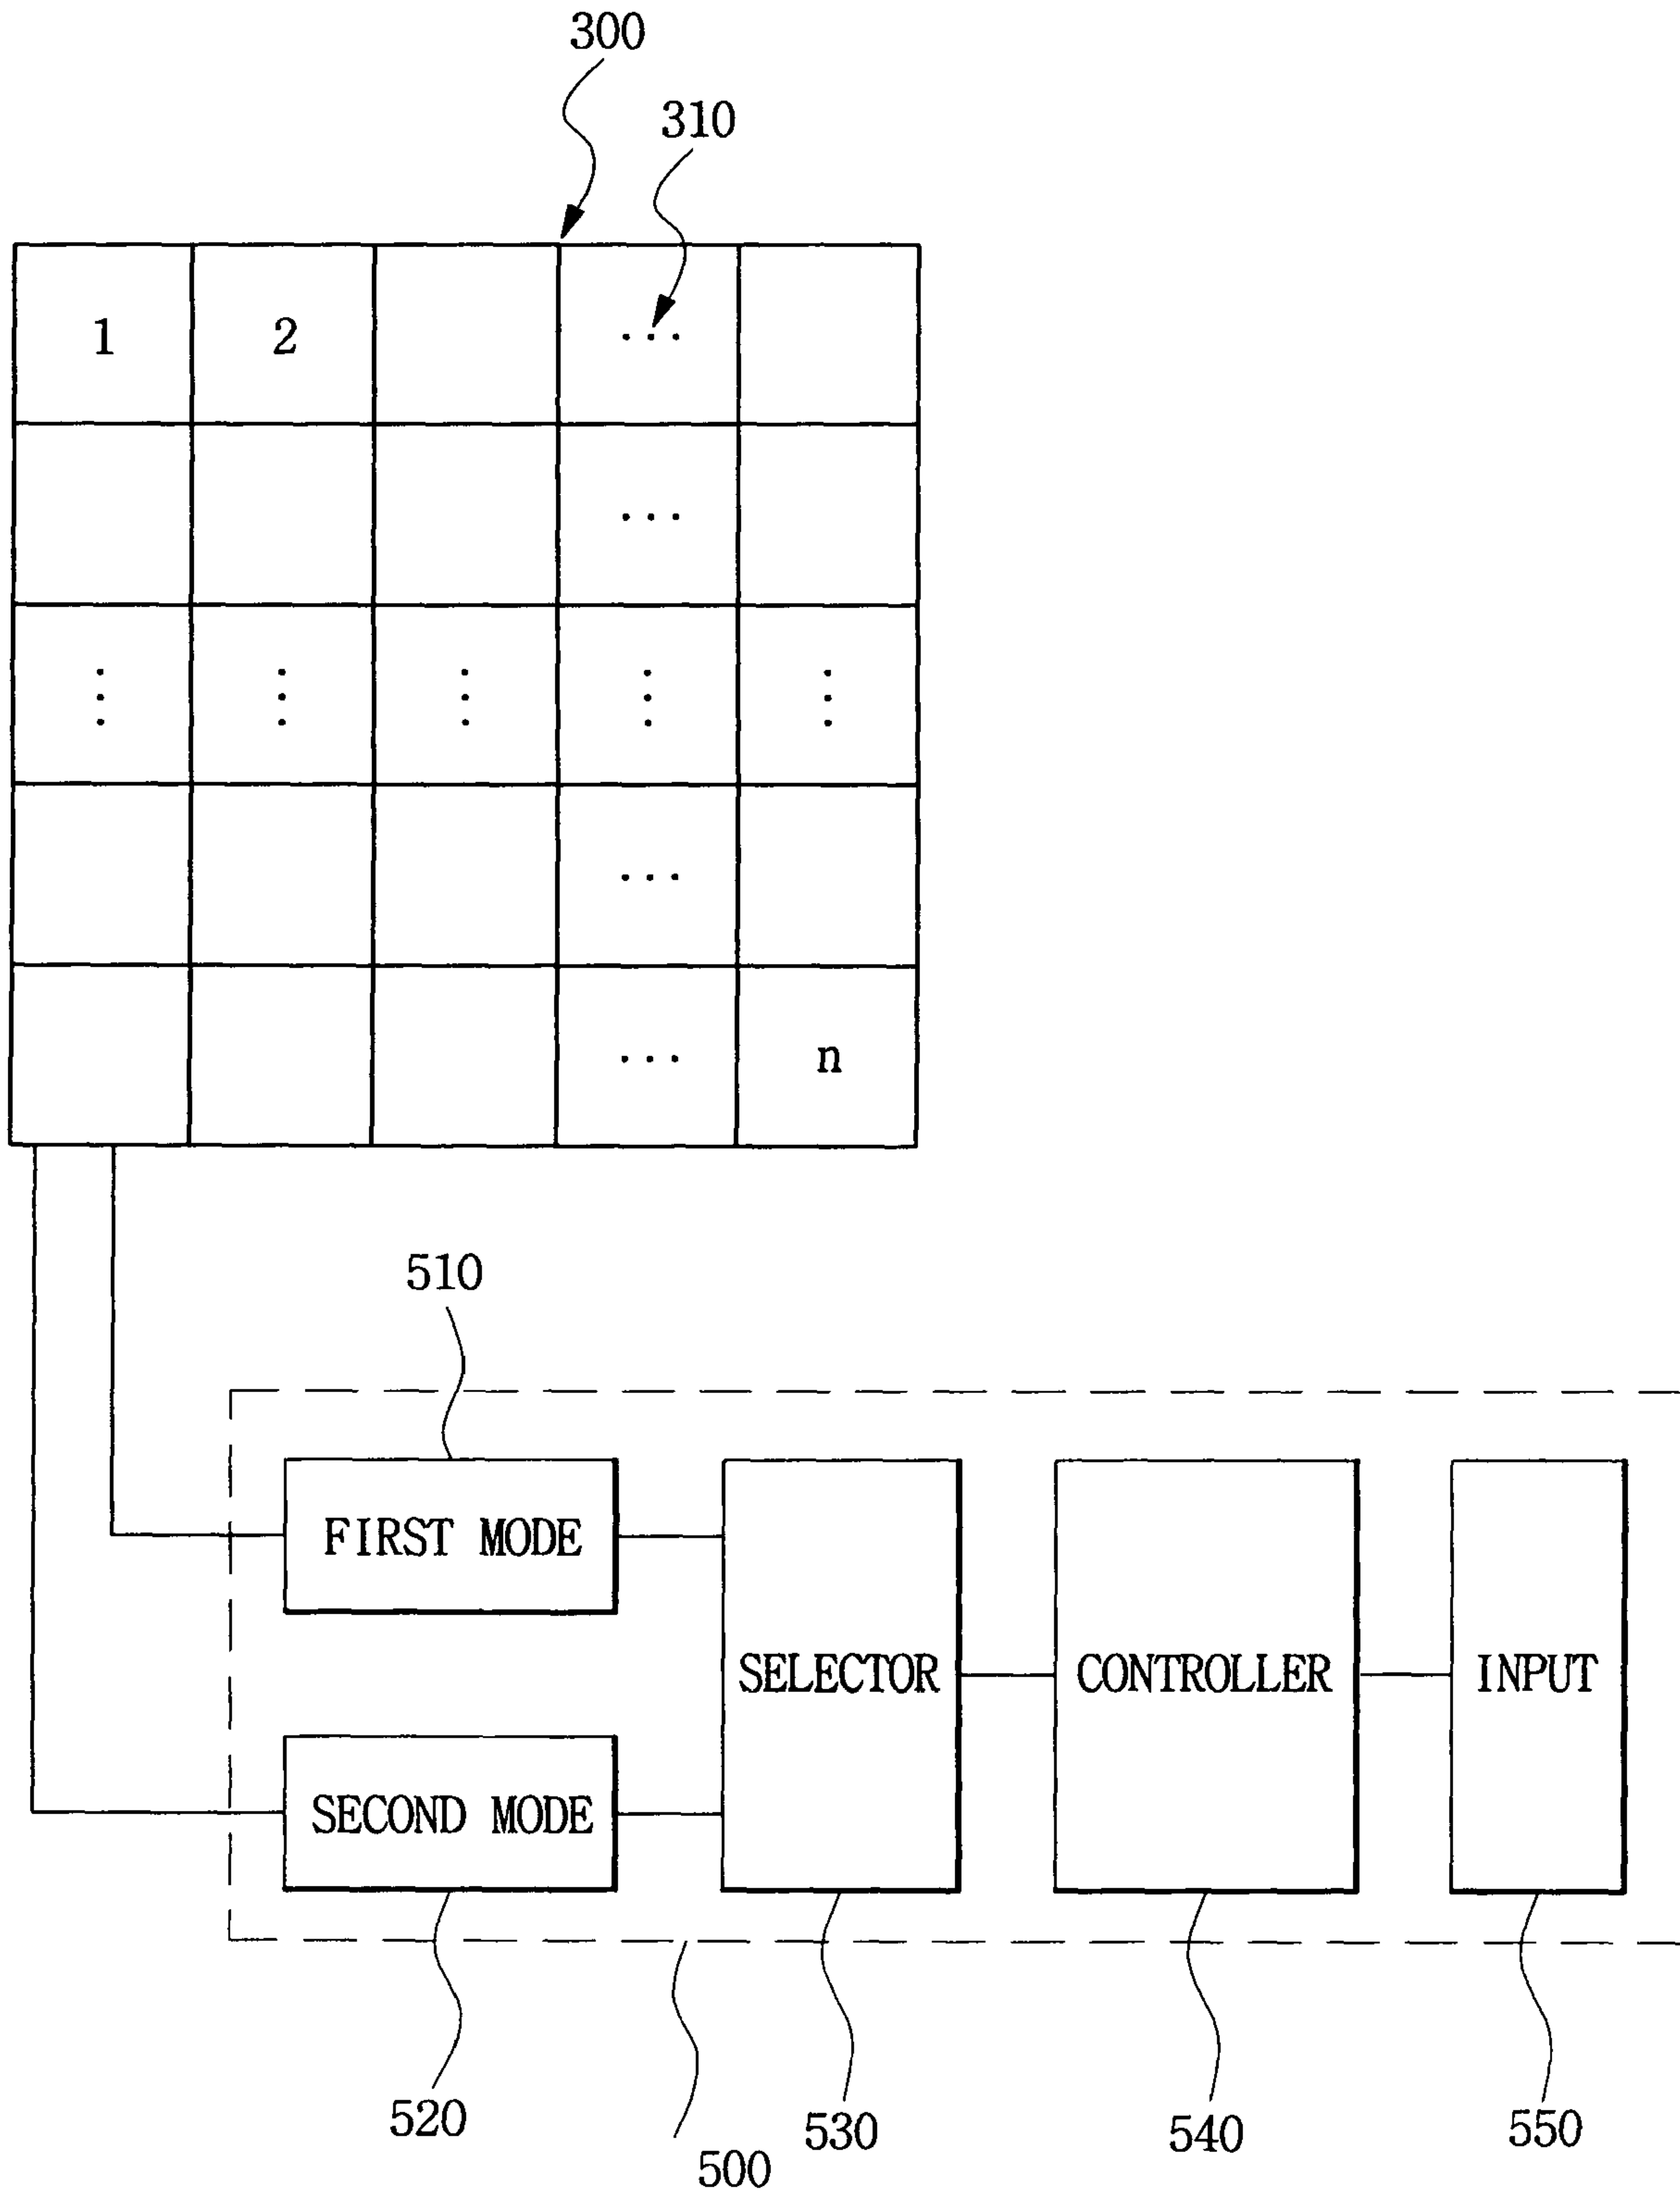 300
310
1 2 ...
...
⋮ ⋮ ⋮ ⋮ ⋮
...
... n
510
FIRST MODE
SELECTOR CONTROLLER INPUT
SECOND MODE
520 530 540 550
500